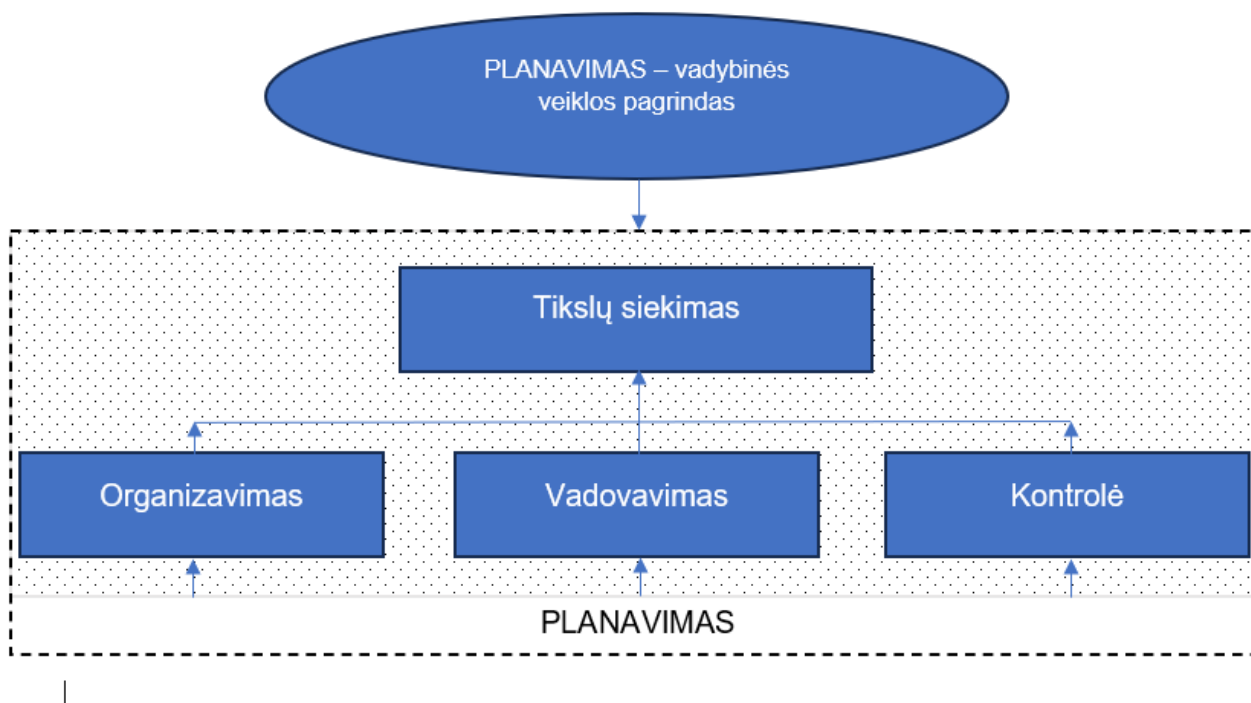 PLANAVIMAS – vadybinės
veiklos pagrindas
Tikslų siekimas
Organizavimas
Vadovavimas
Kontrolė
PLANAVIMAS